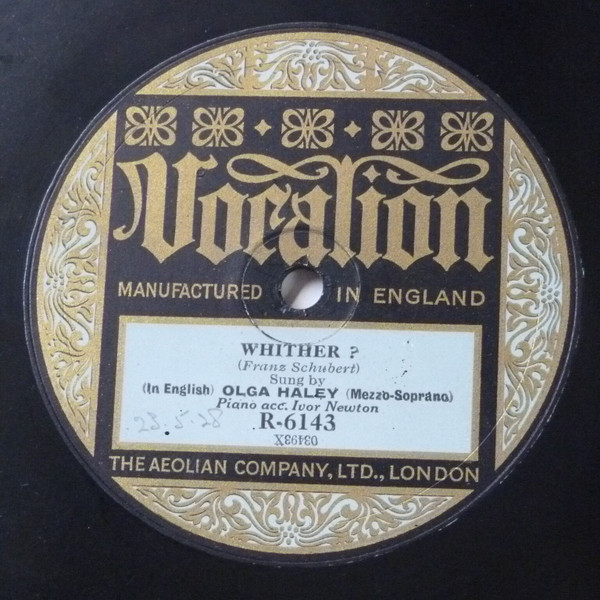 Vocalion
MANUFACTURED IN ENGLAND
WHITHER ?
(Franz Schubert)
Sung by
(In English) OLGA HALEY (Mezzo-Soprano)
Piano acc. Ivor Newton
23.5.28 R-6143
03493X
THE AEOLIAN COMPANY, LTD., LONDON